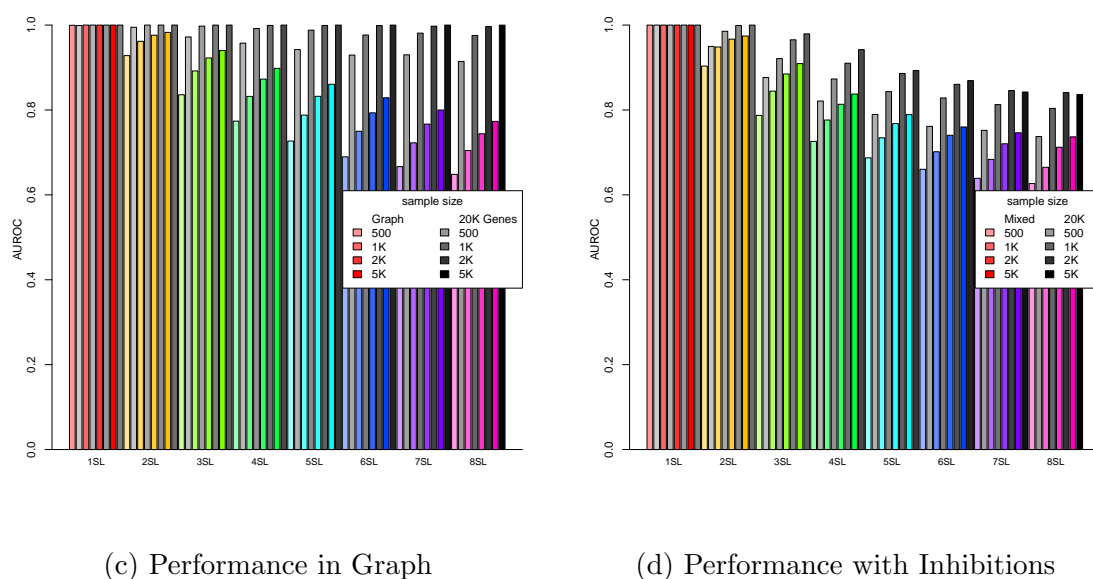 1.0
0.8
0.6
0.4
0.2
0.0
AUROC
1SL 2SL 3SL 4SL 5SL 6SL 7SL 8SL
sample size
Graph 20K Genes
500 500
1K 1K
2K 2K
5K 5K
(c) Performance in Graph
1.0
0.8
0.6
0.4
0.2
0.0
AUROC
1SL 2SL 3SL 4SL 5SL 6SL 7SL 8SL
sample size
Mixed 20K
500 500
1K 1K
2K 2K
5K 5K
(d) Performance with Inhibitions